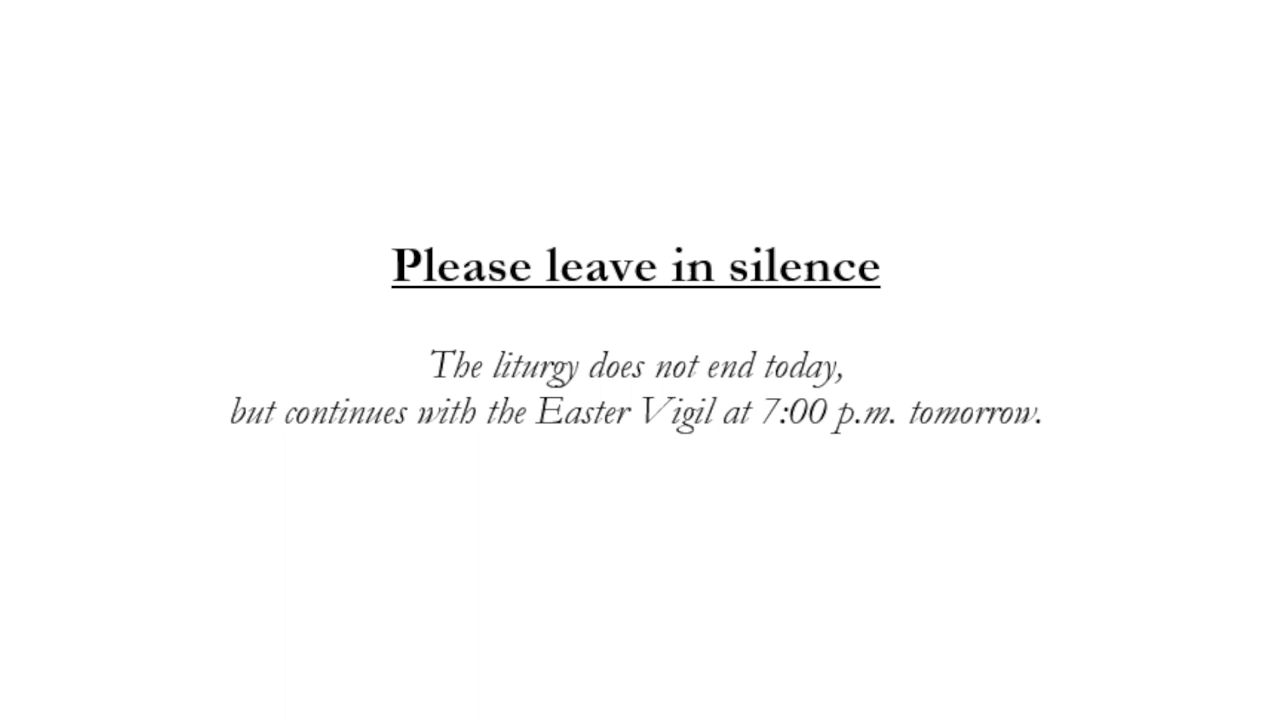 Please leave in silence
The liturgy does not end today,
but continues with the Easter Vigil at 7:00 p.m. tomorrow.